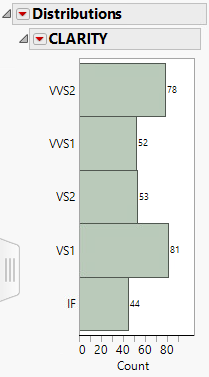 Distributions
CLARITY
VVS2 78
VVS1 52
VS2 53
VS1 81
IF 44
0 20 40 60 80
Count